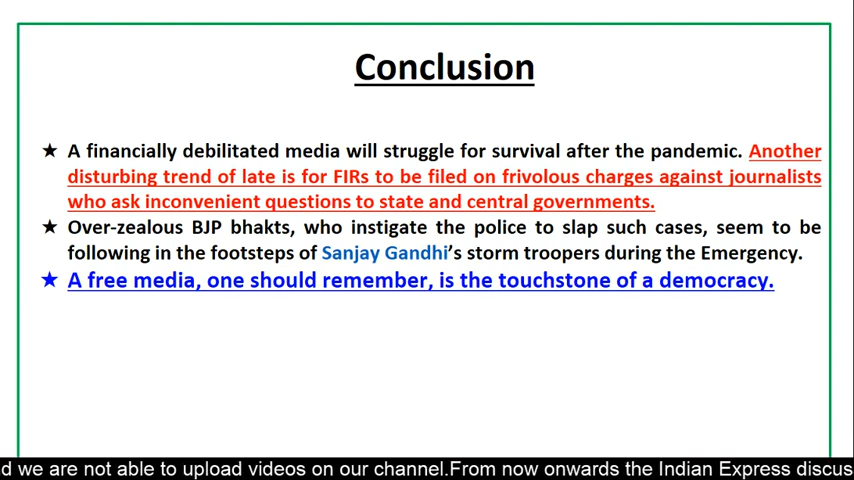 Conclusion
★ A financially debilitated media will struggle for survival after the pandemic. Another
disturbing trend of late is for FIRs to be filed on frivolous charges against journalists
who ask inconvenient questions to state and central governments.
★ Over-zealous BJP bhakts, who instigate the police to slap such cases, seem to be
following in the footsteps of Sanjay Gandhi's storm troopers during the Emergency.
★ A free media, one should remember, is the touchstone of a democracy.
d we are not able to upload videos on our channel.From now onwards the Indian Express discus